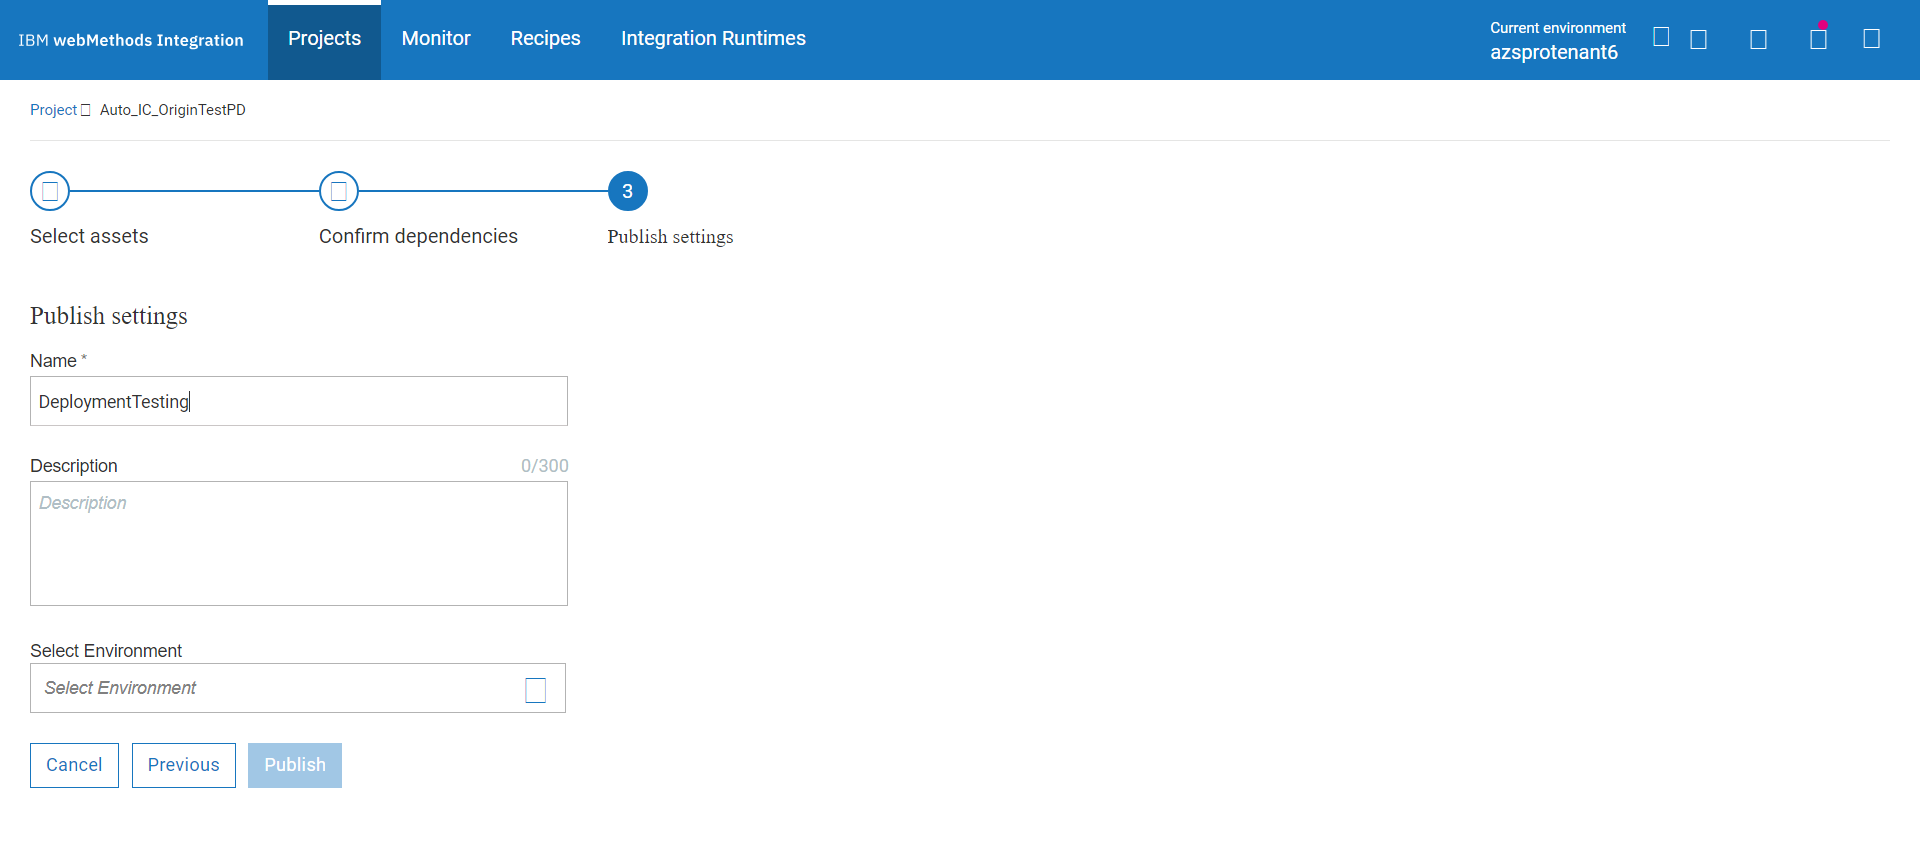 IBM webMethods Integration
Projects
Monitor
Recipes
Integration Runtimes
Current environment
azsprotenant6
Project Auto_IC_OriginTestPD
3
Select assets
Confirm dependencies
Publish settings
Publish settings
Name *
DeploymentTesting
Description 0/300
Description
Select Environment
Select Environment
Cancel
Previous
Publish